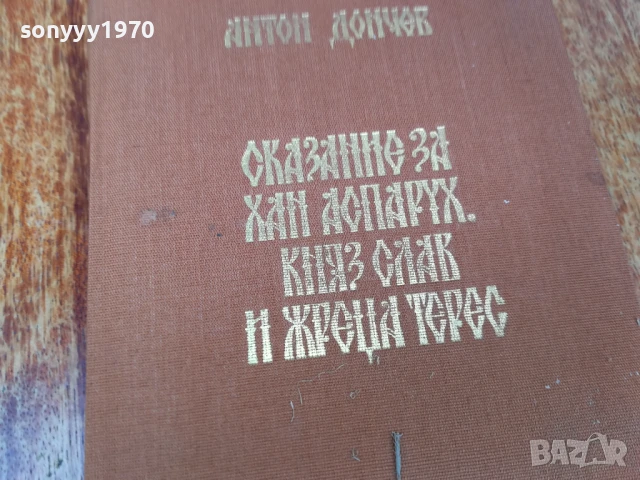 sonyyy1970
АНТОН ДОНЧЕВ
СКАЗАНИЕ ЗА
ХАН АСПАРУХ.
КНЯЗ СЛАВ
И ЖРЕЦА ТЕРЕС
BAZAR